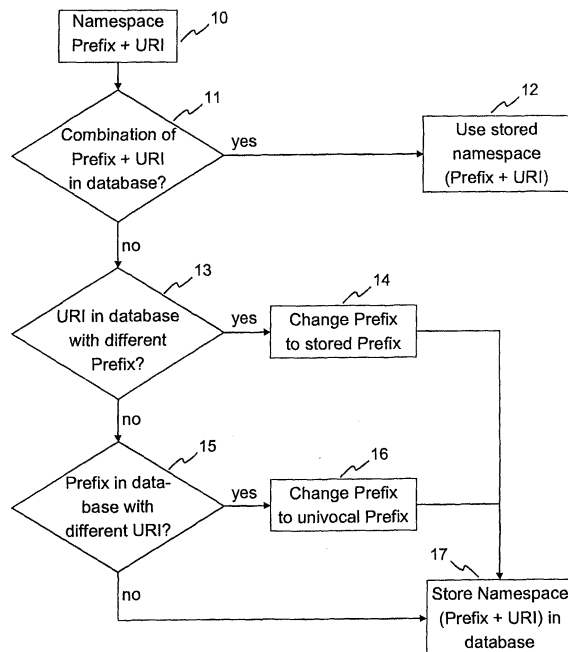 Namespace
Prefix + URI
10
11
Combination of
Prefix + URI
in database?
yes
12
Use stored
namespace
(Prefix + URI)
no
13
URI in database
with different
Prefix?
yes
14
Change Prefix
to stored Prefix
no
15
Prefix in data-
base with
different URI?
yes
16
Change Prefix
to univocal Prefix
no
17
Store Namespace
(Prefix + URI) in
database